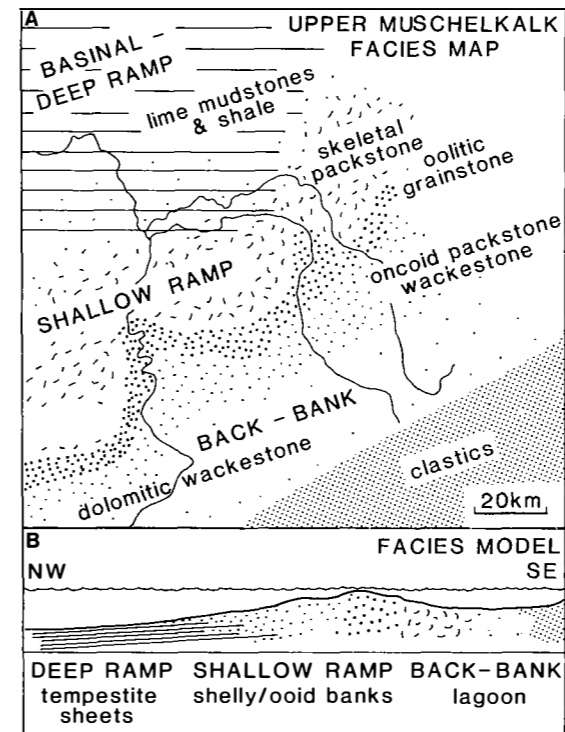 A
UPPER MUSCHELKALK
FACIES MAP
BASINAL -
DEEP RAMP
lime mudstones
& shale
skeletal
packstone
oolitic
grainstone
oncoid packstone
wackestone
SHALLOW RAMP
BACK - BANK
dolomitic wackestone
clastics
20km
B
FACIES MODEL
NW
SE
DEEP RAMP
tempestite
sheets
SHALLOW RAMP
shelly/ooid banks
BACK-BANK
lagoon